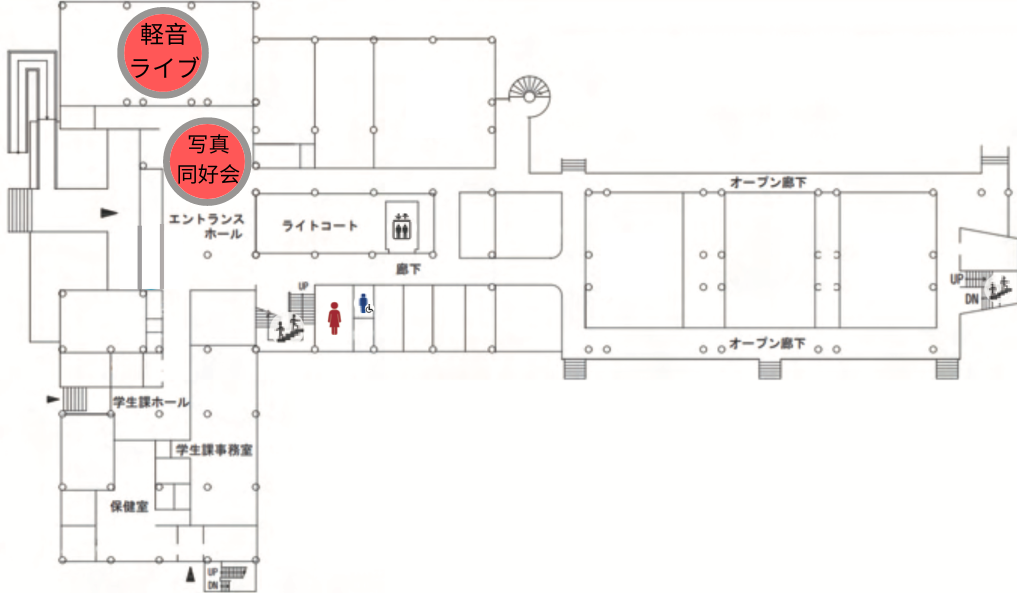 軽音
ライブ
写真
同好会
オープン廊下
エントランス
ホール
ライトコート
廊下
UP
UP
DN
オープン廊下
学生課ホール
学生課事務室
保健室
UP
DN